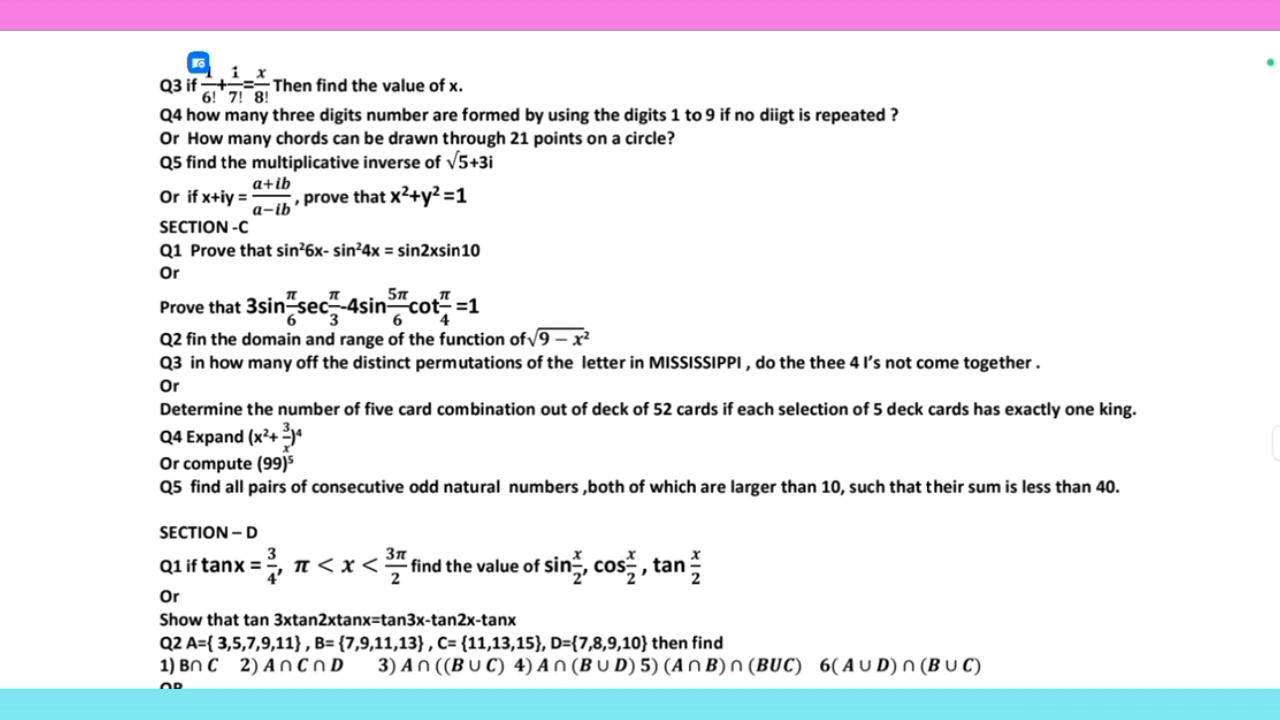 Q3 if 1/6!+1/7!=x/8! Then find the value of x.
Q4 how many three digits number are formed by using the digits 1 to 9 if no diigt is repeated ?
Or How many chords can be drawn through 21 points on a circle?
Q5 find the multiplicative inverse of √5+3i
Or if x+iy = a+ib/a−ib , prove that x²+y² =1
SECTION -C
Q1 Prove that sin²6x- sin²4x = sin2xsin10
Or
Prove that 3sin π/6 sec π/3 -4sin 5π/6 cot π/4 =1
Q2 fin the domain and range of the function of √9 − x²
Q3 in how many off the distinct permutations of the letter in MISSISSIPPI , do the thee 4 I's not come together .
Or
Determine the number of five card combination out of deck of 52 cards if each selection of 5 deck cards has exactly one king.
Q4 Expand (x²+ 3/x)⁴
Or compute (99)⁵
Q5 find all pairs of consecutive odd natural numbers ,both of which are larger than 10, such that their sum is less than 40.
SECTION – D
Q1 if tanx = 3/4, π < x < 3π/2 find the value of sin x/2, cos x/2 , tan x/2
Or
Show that tan 3xtan2xtanx=tan3x-tan2x-tanx
Q2 A={ 3,5,7,9,11} , B= {7,9,11,13} , C= {11,13,15}, D={7,8,9,10} then find
1) B∩ C 2) A ∩ C ∩ D 3) A ∩ ((B ∪ C) 4) A ∩ (B ∪ D) 5) (A ∩ B) ∩ (BUC) 6( A ∪ D) ∩ (B ∪ C)
OR